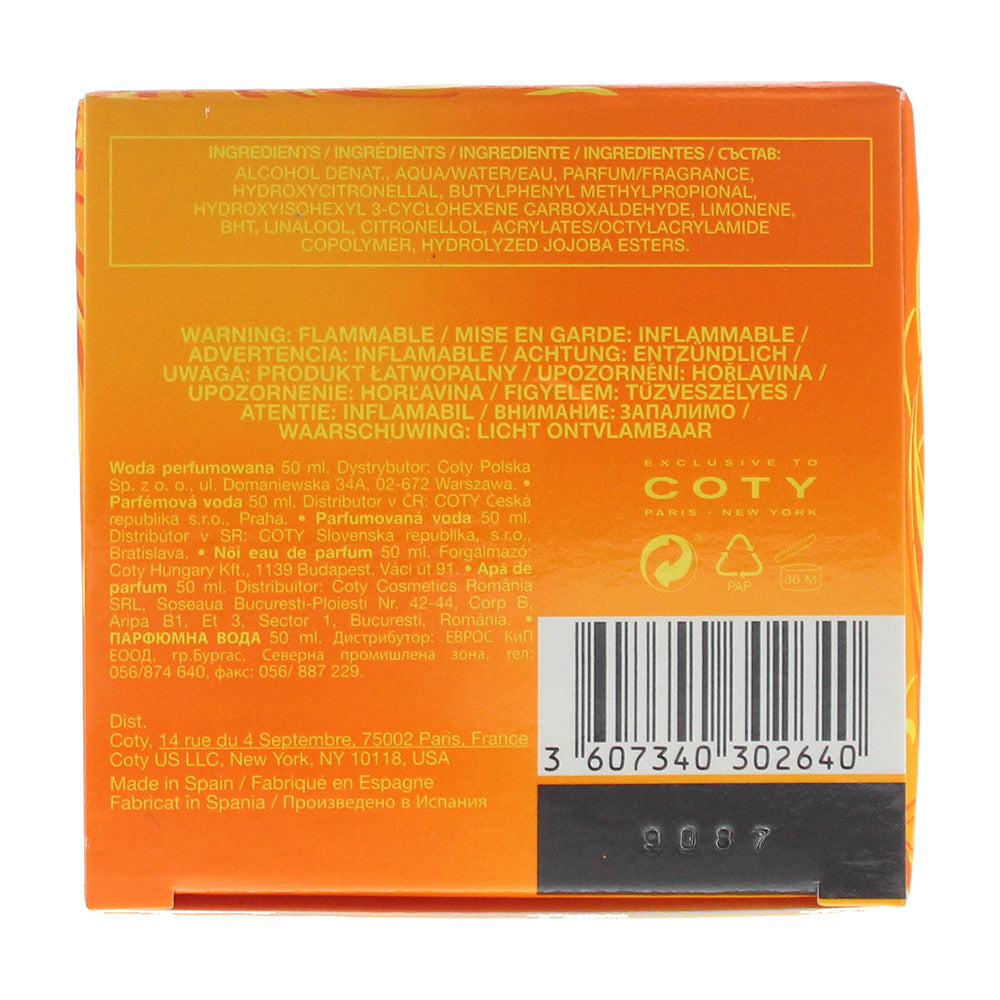 INGREDIENTS / INGRÉDIENTS / INGREDIENTE / INGREDIENTES / СЪСТАВ:
ALCOHOL DENAT., AQUA/WATER/EAU, PARFUM/FRAGRANCE,
HYDROXYCITRONELLAL, BUTYLPHENYL METHYLPROPIONAL,
HYDROXYISOHEXYL 3-CYCLOHEXENE CARBOXALDEHYDE, LIMONENE,
BHT, LINALOOL, CITRONELLOL, ACRYLATES/OCTYLACRYLAMIDE
COPOLYMER, HYDROLYZED JOJOBA ESTERS.
WARNING: FLAMMABLE / MISE EN GARDE: INFLAMMABLE /
ADVERTENCIA: INFLAMABLE / ACHTUNG: ENTZÜNDLICH /
UWAGA: PRODUKT ŁATWOPALNY / UPOZORNĚNÍ: HOŘLAVINA /
UPOZORNENIE: HORĽAVINA / FIGYELEM: TŰZVESZÉLYES /
ATENTIE: INFLAMABIL / ВНИМАНИЕ: ЗАПАЛИМО /
WAARSCHUWING: LICHT ONTVLAMBAAR
Woda perfumowana 50 ml. Dystrybutor: Coty Polska
Sp. z o. o., ul. Domaniewska 34A, 02-672 Warszawa. •
Parfémová voda 50 ml. Distributor v ČR: COTY Česká
republika s.r.o., Praha. • Parfumovaná voda 50 ml.
Distribútor v SR: COTY Slovenska republika, s.r.o.,
Bratislava. • Női eau de parfum 50 ml. Forgalmazó:
Coty Hungary Kft., 1139 Budapest, Váci út 91. • Apă de
parfum 50 ml. Distribuitor: Coty Cosmetics România
SRL, Soseaua Bucuresti-Ploiesti Nr. 42-44, Corp B,
Aripa B1. Et 3, Sector 1, Bucuresti, România. •
ПАРФЮМНА ВОДА 50 ml. Дистрибутор: ЕВРОС КиП
ЕООД, гр.Бургас, Северна промишлена зона, тел:
056/874 640, факс: 056/ 887 229.
EXCLUSIVE TO
COTY
PARIS · NEW YORK
PAP
36 M
Dist.
Coty, 14 rue du 4 Septembre, 75002 Paris, France
Coty US LLC, New York, NY 10118, USA
Made in Spain / Fabriqué en Espagne
Fabricat în Spania / Произведено в Испания
3 607340 302640
9087